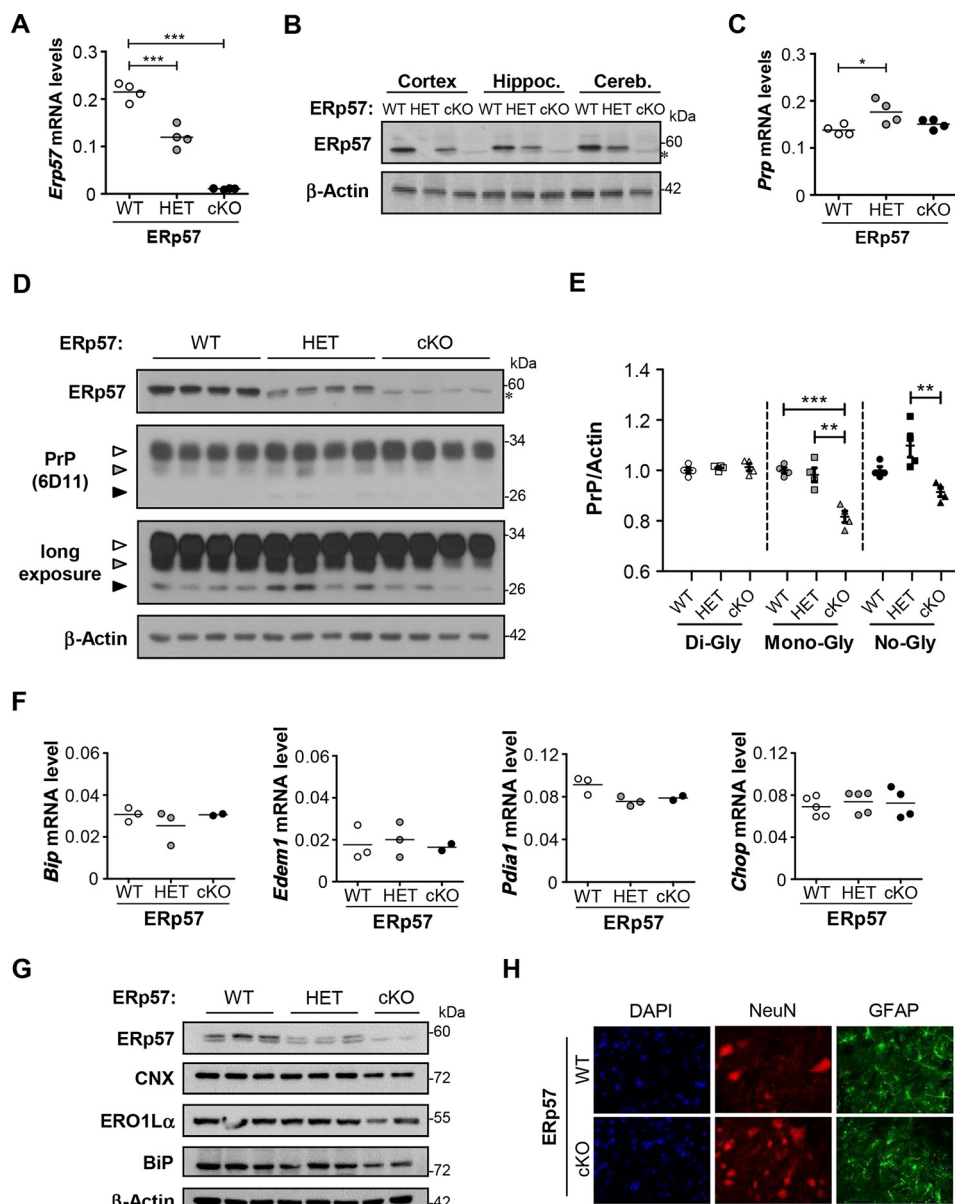 A
Erp57 mRNA levels
0.3
0.2
0.1
0
***
***
WT HET cKO
ERp57
B
Cortex Hippoc. Cereb.
ERp57: WT HET cKO WT HET cKO WT HET cKO
kDa
ERp57
-60
*
β-Actin
-42
C
Prp mRNA levels
0.3
0.2
0.1
0.0
*
WT HET cKO
ERp57
D
ERp57: WT HET cKO
kDa
ERp57
-60
*
PrP
(6D11)
-34
-26
long
exposure
-34
-26
β-Actin
-42
E
PrP/Actin
1.4
1.2
1.0
0.8
0.6
***
**
**
WT HET cKO WT HET cKO WT HET cKO
Di-Gly Mono-Gly No-Gly
F
Bip mRNA level
0.06
0.04
0.02
0
WT HET cKO
ERp57
Edem1 mRNA level
0.06
0.04
0.02
0
WT HET cKO
ERp57
Pdia1 mRNA level
0.12
0.08
0.04
0
WT HET cKO
ERp57
Chop mRNA level
0.12
0.08
0.04
0
WT HET cKO
ERp57
G
ERp57: WT HET cKO
kDa
ERp57
-60
CNX
-72
ERO1Lα
-55
BiP
-72
β-Actin
-42
H
DAPI NeuN GFAP
ERp57
WT
cKO